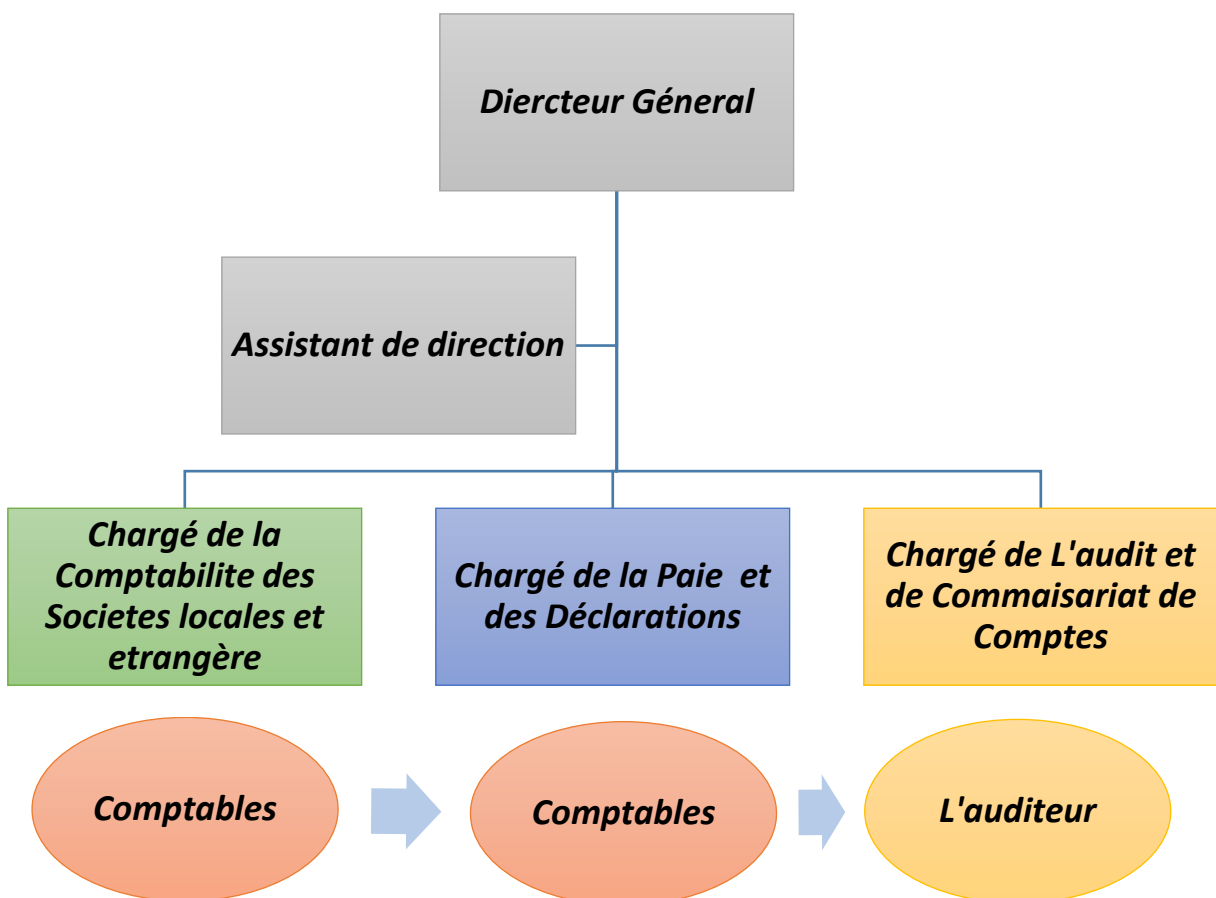 Diercteur Géneral
Assistant de direction
Chargé de la
Comptabilite des
Societes locales et
etrangère
Chargé de la Paie et
des Déclarations
Chargé de L'audit et
de Commaisariat de
Comptes
Comptables
Comptables
L'auditeur